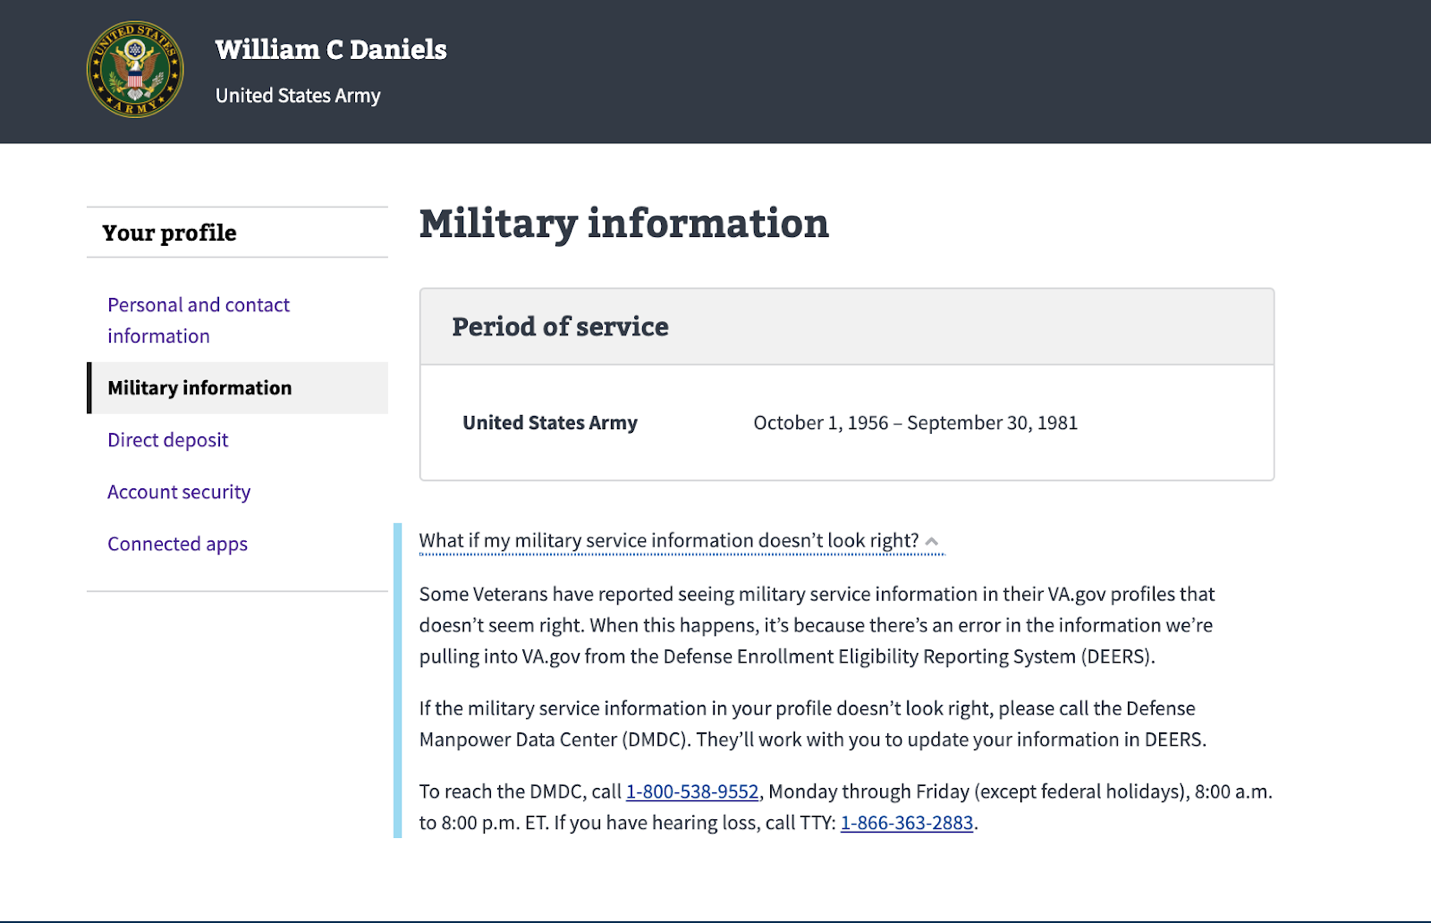 UNITED STATES
ARMY
William C Daniels
United States Army
Your profile
Personal and contact
information
Military information
Direct deposit
Account security
Connected apps
Military information
Period of service
United States Army October 1, 1956 – September 30, 1981
What if my military service information doesn’t look right?
Some Veterans have reported seeing military service information in their VA.gov profiles that
doesn’t seem right. When this happens, it’s because there’s an error in the information we’re
pulling into VA.gov from the Defense Enrollment Eligibility Reporting System (DEERS).
If the military service information in your profile doesn’t look right, please call the Defense
Manpower Data Center (DMDC). They’ll work with you to update your information in DEERS.
To reach the DMDC, call 1-800-538-9552, Monday through Friday (except federal holidays), 8:00 a.m.
to 8:00 p.m. ET. If you have hearing loss, call TTY: 1-866-363-2883.